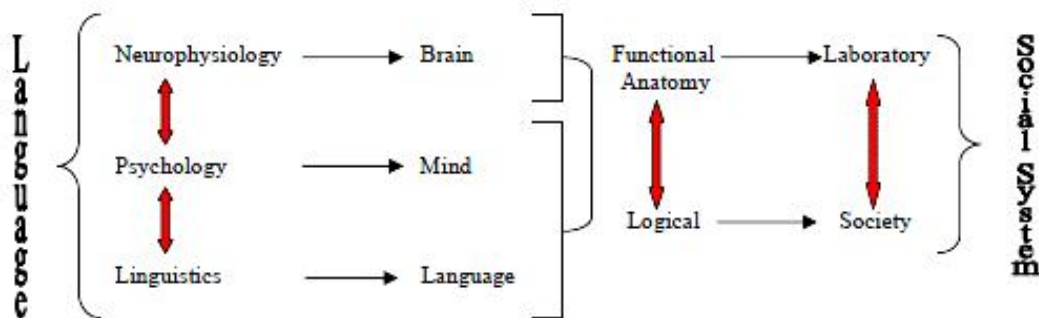 Language
Neurophysiology
Brain
Functional
Anatomy
Laboratory
Psychology
Mind
Logical
Society
Linguistics
Language
Social System